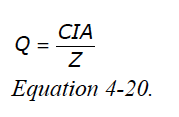 Q = CIA / Z
Equation 4-20.